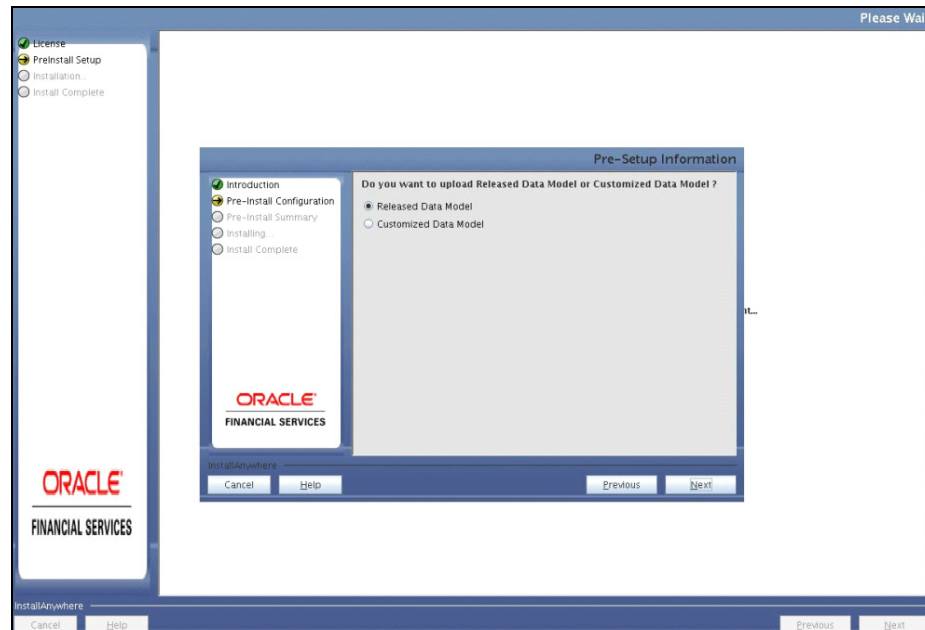 Please Wai
License
PreInstall Setup
Installation...
Install Complete
Pre-Setup Information
Introduction
Pre-Install Configuration
Pre-Install Summary
Installing...
Install Complete
Do you want to upload Released Data Model or Customized Data Model ?
Released Data Model
Customized Data Model
nt...
ORACLE
FINANCIAL SERVICES
InstallAnywhere
Cancel
Help
Previous
Next
ORACLE
FINANCIAL SERVICES
InstallAnywhere
Cancel
Help
Previous
Next